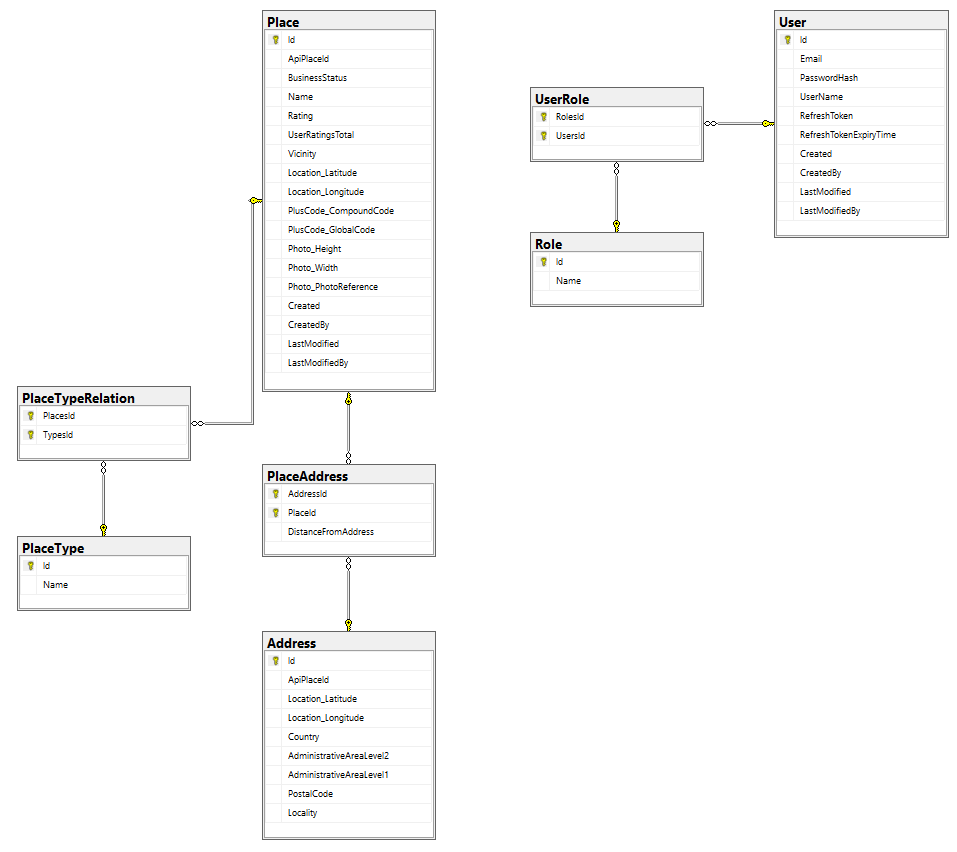 Place
Id
ApiPlaceId
BusinessStatus
Name
Rating
UserRatingsTotal
Vicinity
Location_Latitude
Location_Longitude
PlusCode_CompoundCode
PlusCode_GlobalCode
Photo_Height
Photo_Width
Photo_PhotoReference
Created
CreatedBy
LastModified
LastModifiedBy
UserRole
RolesId
UsersId
User
Id
Email
PasswordHash
UserName
RefreshToken
RefreshTokenExpiryTime
Created
CreatedBy
LastModified
LastModifiedBy
Role
Id
Name
PlaceTypeRelation
PlacesId
TypesId
PlaceType
Id
Name
PlaceAddress
AddressId
PlaceId
DistanceFromAddress
Address
Id
ApiPlaceId
Location_Latitude
Location_Longitude
Country
AdministrativeAreaLevel2
AdministrativeAreaLevel1
PostalCode
Locality